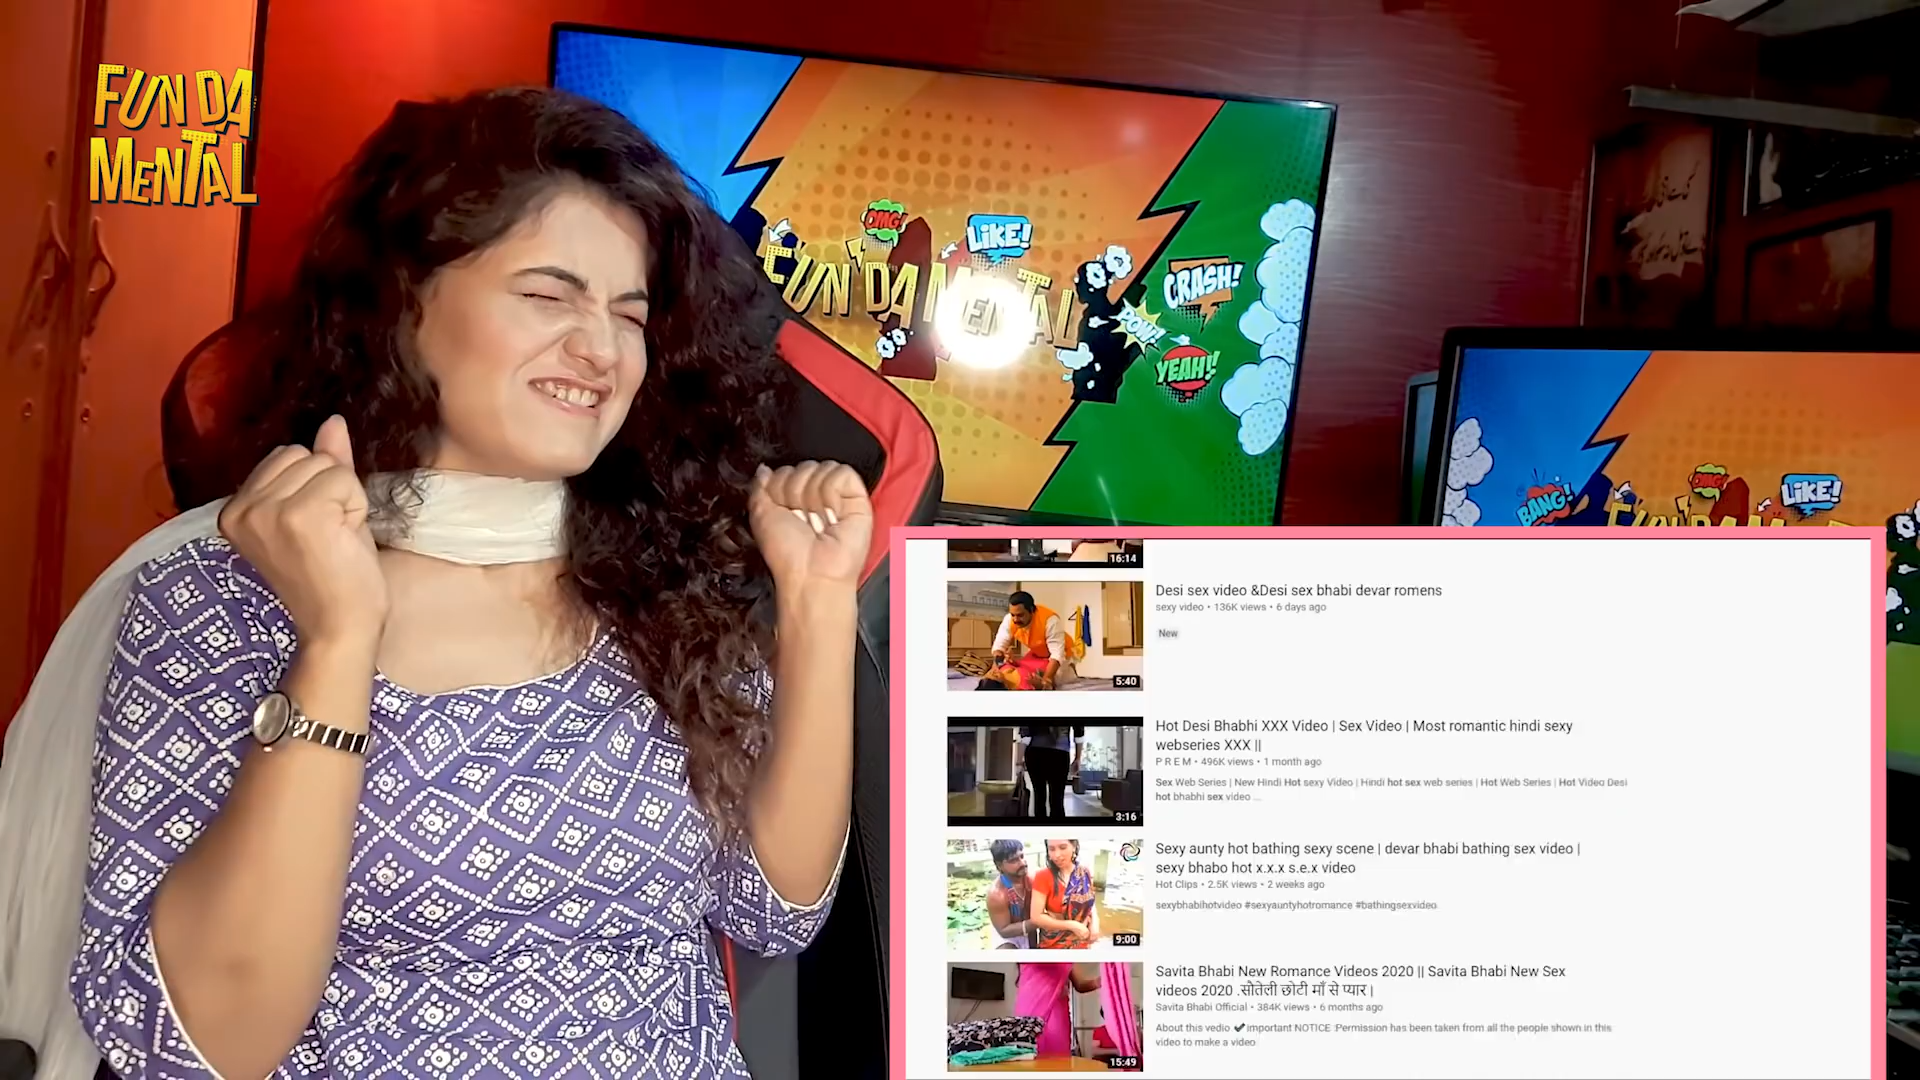 FUN DA
MENTAL
OMG!
LIKE!
FUN DA MENTAL
CRASH!
POW!
YEAH!
BANG!
OMG!
LIKE!
16:14
Desi sex video &Desi sex bhabi devar romens
sexy video • 136K views • 6 days ago
New
5:40
Hot Desi Bhabhi XXX Video | Sex Video | Most romantic hindi sexy
webseries XXX ||
P R E M • 496K views • 1 month ago
Sex Web Series | New Hindi Hot sexy Video | Hindi hot sex web series | Hot Web Series | Hot Video Desi
hot bhabhi sex video ...
3:16
Sexy aunty hot bathing sexy scene | devar bhabi bathing sex video |
sexy bhabo hot x.x.x s.e.x video
Hot Clips • 2.5K views • 2 weeks ago
sexybhabihotvideo #sexyauntyhotromance #bathingsexvideo
9:00
Savita Bhabi New Romance Videos 2020 || Savita Bhabi New Sex
videos 2020 .सौतेली छोटी माँ से प्यार |
Savita Bhabi Official • 384K views • 6 months ago
About this vedio ✔important NOTICE :Permission has been taken from all the people shown in this
video to make a video
15:49